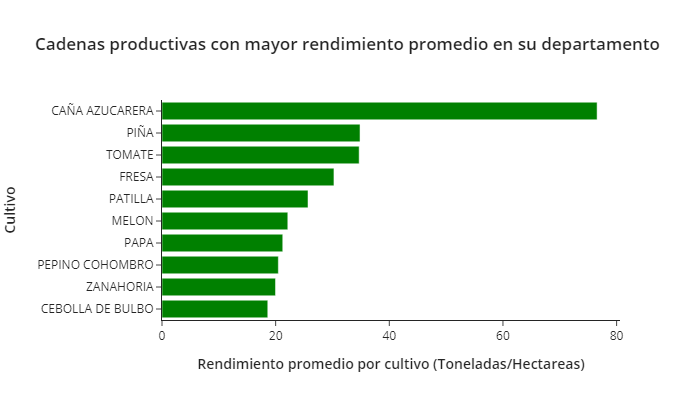 Cadenas productivas con mayor rendimiento promedio en su departamento
Cultivo
CAÑA AZUCARERA
PIÑA
TOMATE
FRESA
PATILLA
MELON
PAPA
PEPINO COHOMBRO
ZANAHORIA
CEBOLLA DE BULBO
0 20 40 60 80
Rendimiento promedio por cultivo (Toneladas/Hectareas)